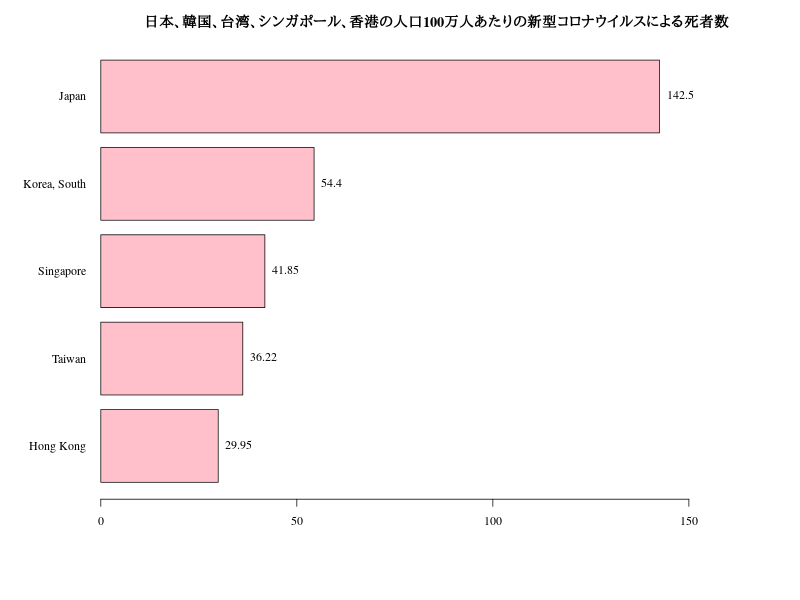 日本、韓国、台湾、シンガポール、香港の人口100万人あたりの新型コロナウイルスによる死者数
Japan 142.5
Korea, South 54.4
Singapore 41.85
Taiwan 36.22
Hong Kong 29.95
0 50 100 150